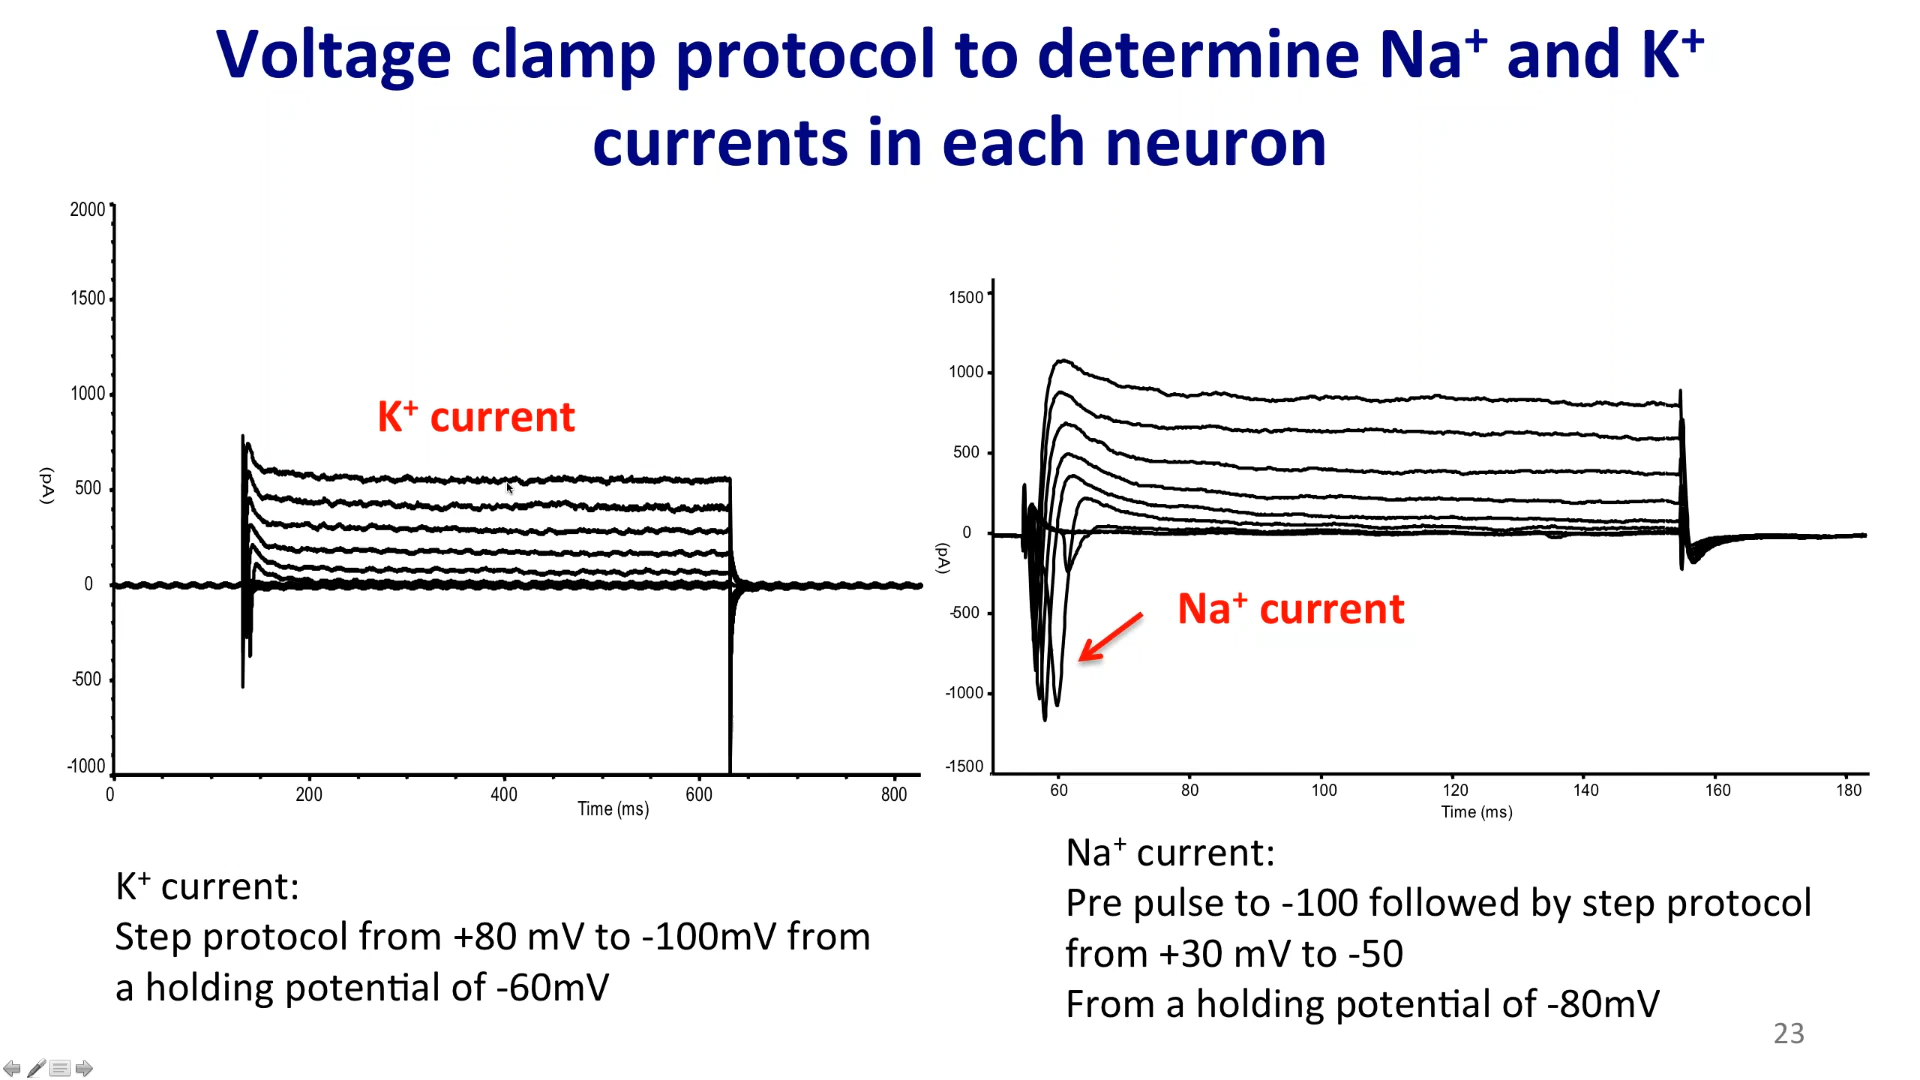 Voltage clamp protocol to determine Na⁺ and K⁺
currents in each neuron
2000
1500
1000
500
0
-500
-1000
(pA)
K⁺ current
0
200
400
600
800
Time (ms)
1500
1000
500
0
-500
-1000
-1500
(pA)
Na⁺ current
60
80
100
120
140
160
180
Time (ms)
K⁺ current:
Step protocol from +80 mV to -100mV from
a holding potential of -60mV
Na⁺ current:
Pre pulse to -100 followed by step protocol
from +30 mV to -50
From a holding potential of -80mV
23